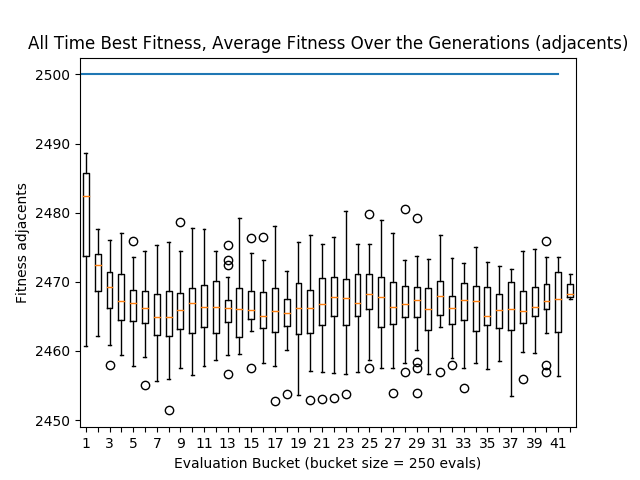 All Time Best Fitness, Average Fitness Over the Generations (adjacents)
2500
2490
2480
2470
2460
2450
Fitness adjacents
1 3 5 7 9 11 13 15 17 19 21 23 25 27 29 31 33 35 37 39 41
Evaluation Bucket (bucket size = 250 evals)